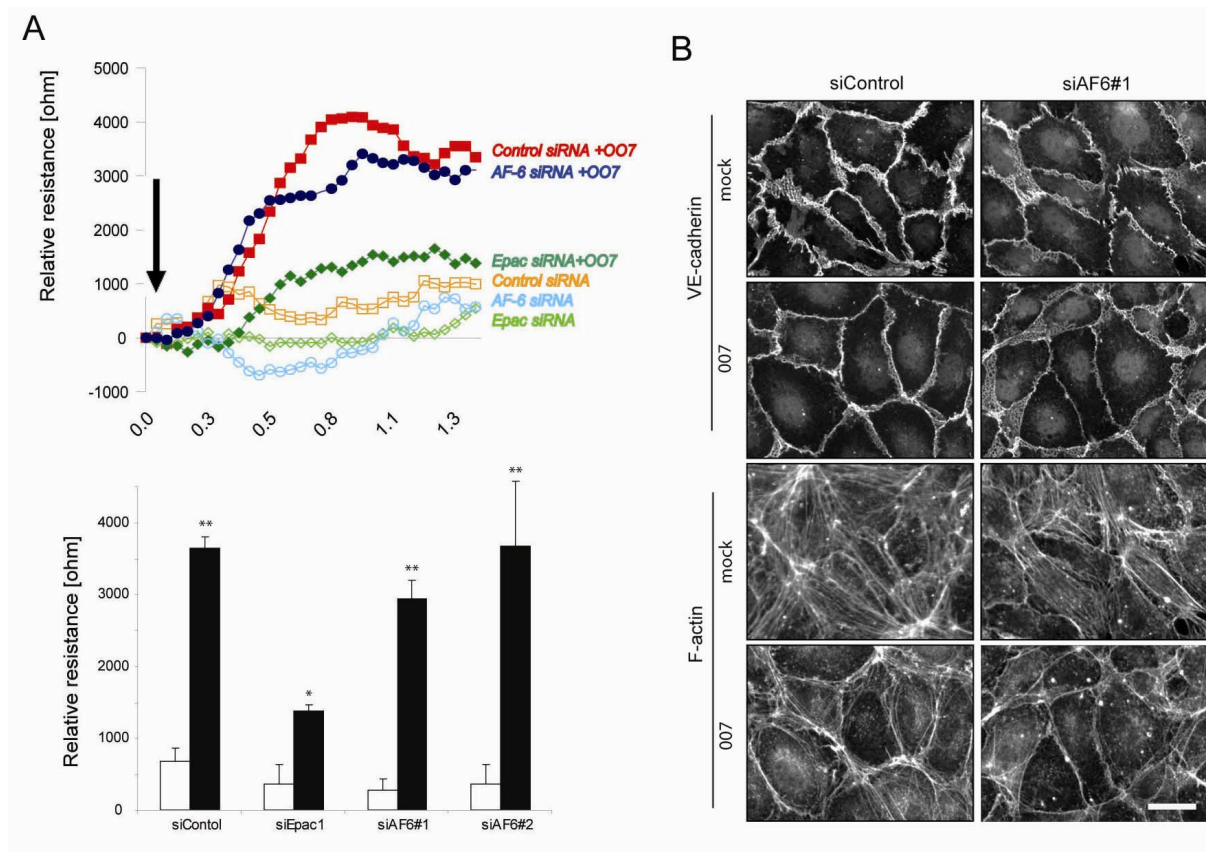 A
Relative resistance [ohm]
5000
4000
3000
2000
1000
0
-1000
Control siRNA +OO7
AF-6 siRNA +OO7
Epac siRNA+OO7
Control siRNA
AF-6 siRNA
Epac siRNA
0.0
0.3
0.5
0.8
1.1
1.3
Relative resistance [ohm]
4000
3000
2000
1000
0
**
*
**
**
siContol
siEpac1
siAF6#1
siAF6#2
B
siControl
siAF6#1
VE-cadherin
mock
007
F-actin
mock
007